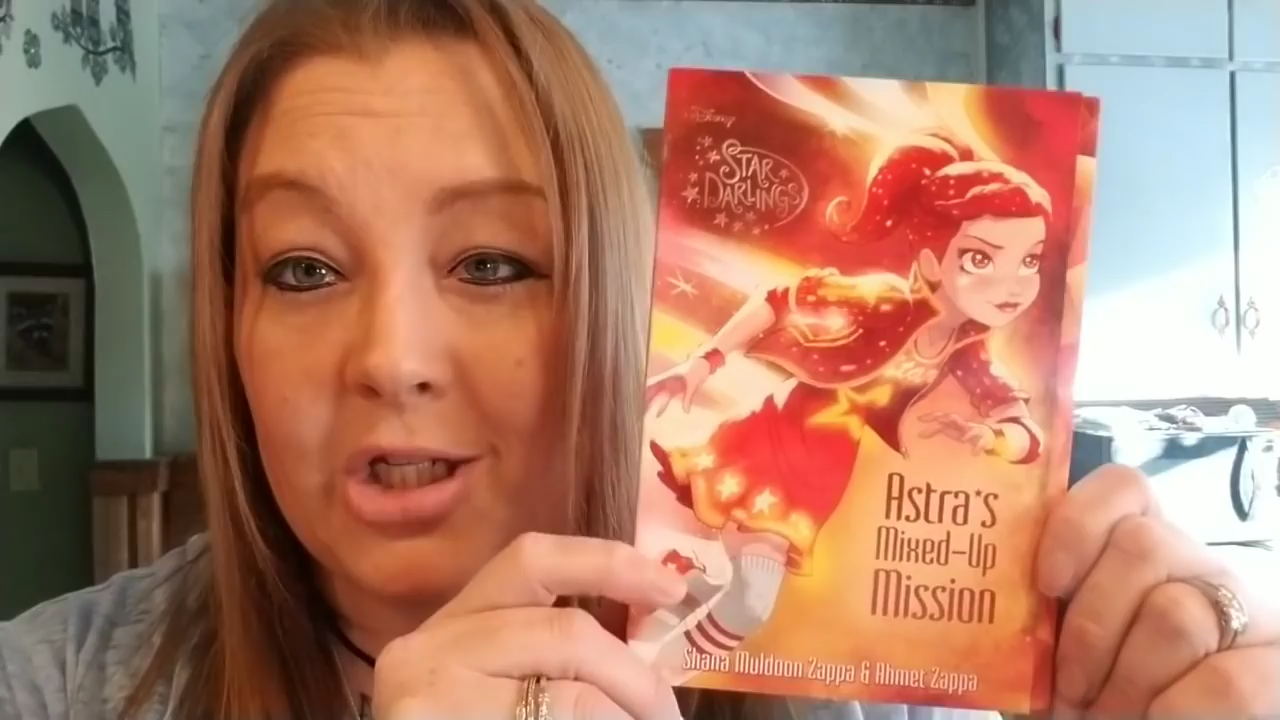 Disney
STAR
DARLINGS
Astra's
Mixed-Up
Mission
Shana Muldoon Zappa & Ahmet Zappa